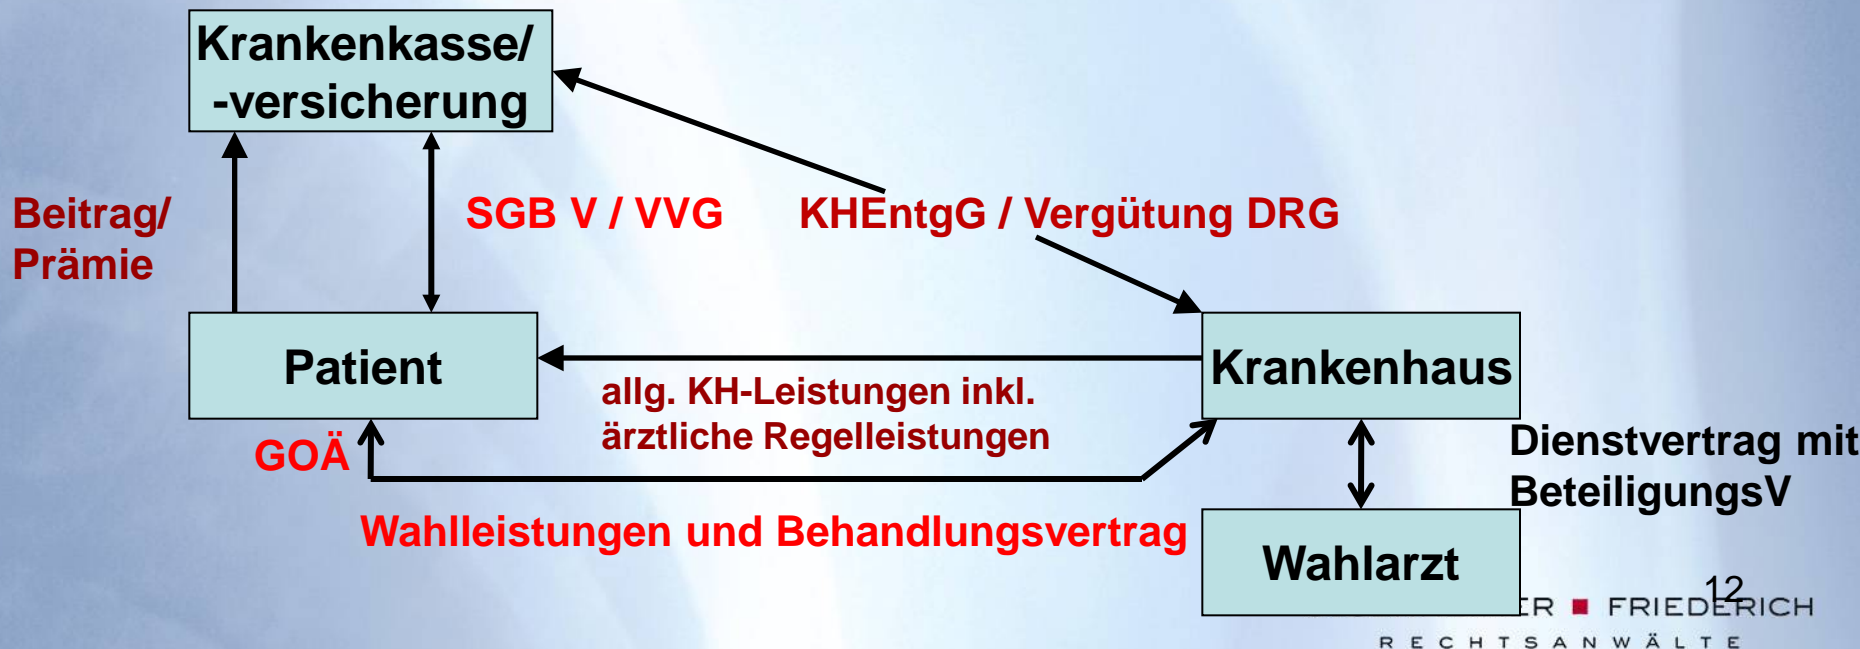 Krankenkasse/
-versicherung
Beitrag/
Prämie
SGB V / VVG
KHEntgG / Vergütung DRG
Patient
Krankenhaus
allg. KH-Leistungen inkl.
ärztliche Regelleistungen
GOÄ
Dienstvertrag mit
BeteiligungsV
Wahlleistungen und Behandlungsvertrag
Wahlarzt
12
FRIEDERICH
RECHTSANWÄLTE